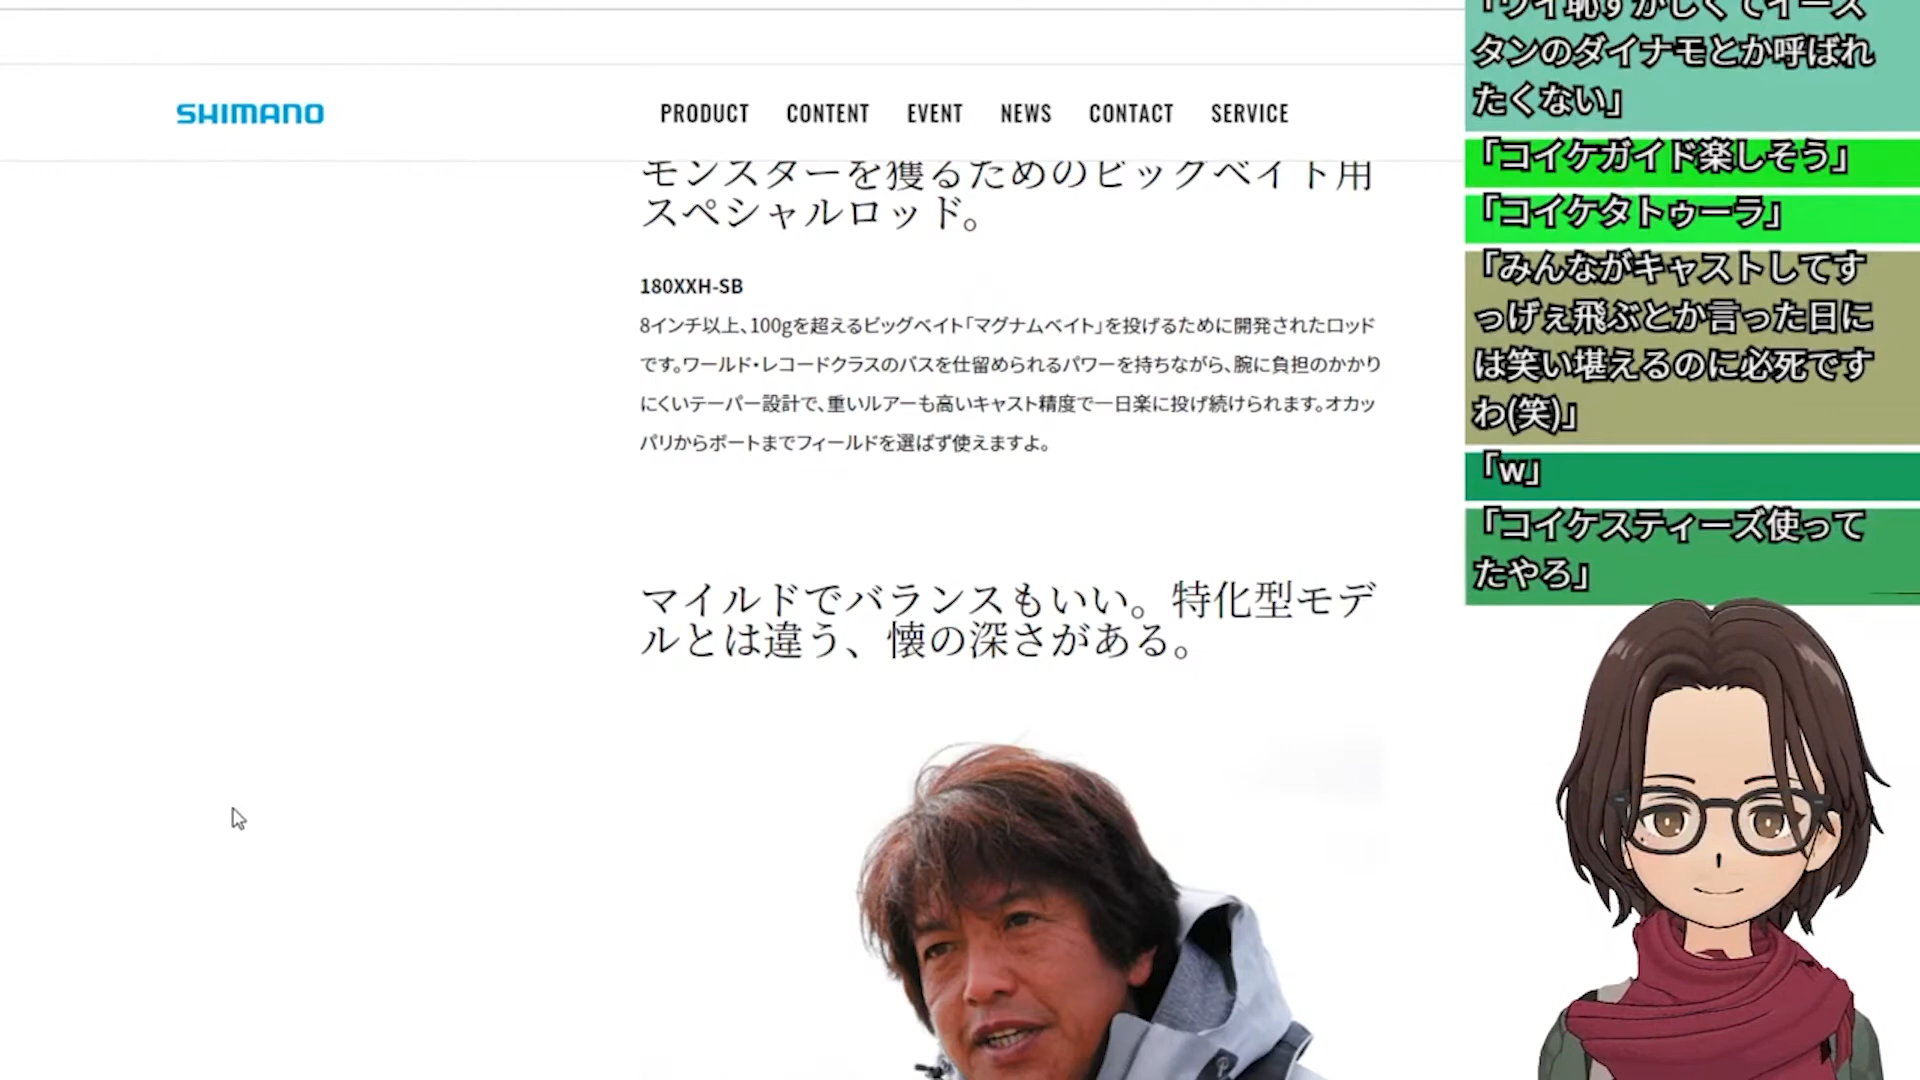 SHIMANO
PRODUCT CONTENT EVENT NEWS CONTACT SERVICE
モンスターを獲るためのビッグベイト用
スペシャルロッド。
180XXH-SB
8インチ以上、100gを超えるビッグベイト「マグナムベイト」を投げるために開発されたロッド
です。ワールド・レコードクラスのバスを仕留められるパワーを持ちながら、腕に負担のかかり
にくいテーパー設計で、重いルアーも高いキャスト精度で一日楽に投げ続けられます。オカッ
パリからボートまでフィールドを選ばず使えますよ。
マイルドでバランスもいい。特化型モデ
ルとは違う、懐の深さがある。
「ワイ恥ずかしくてイース
タンのダイナモとか呼ばれ
たくない」
「コイケガイド楽しそう」
「コイケタトゥーラ」
「みんながキャストしてす
っげぇ飛ぶとか言った日に
は笑い堪えるのに必死です
わ(笑)」
「w」
「コイケスティーズ使って
たやろ」